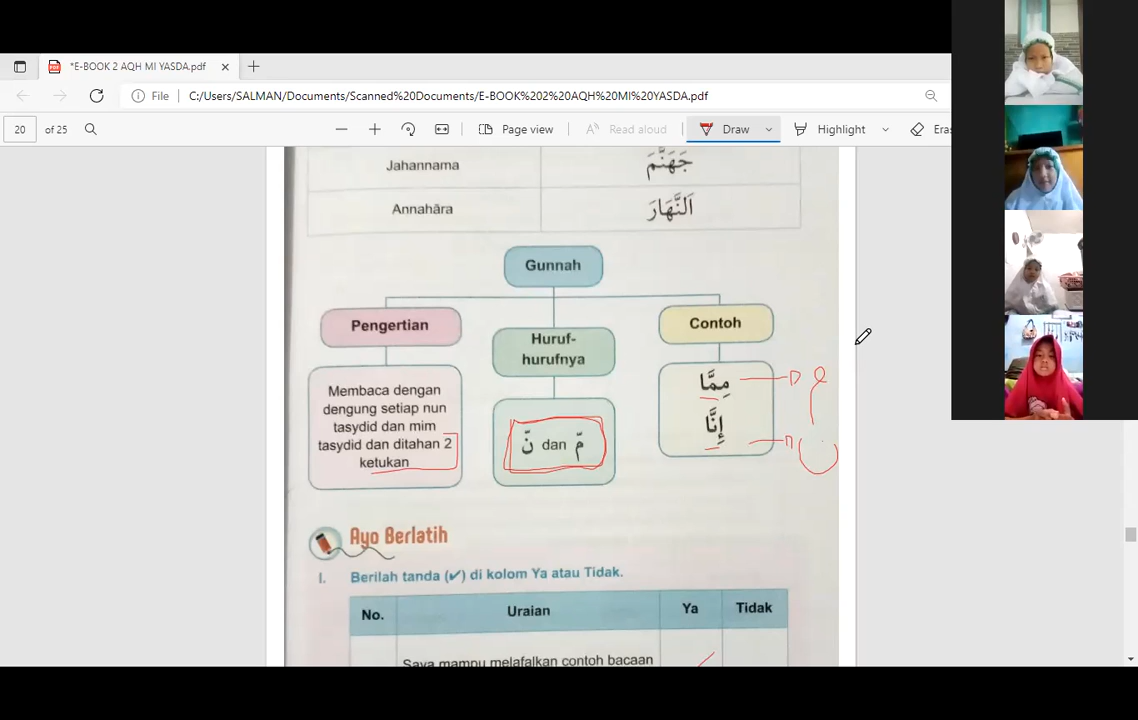 *E-BOOK 2 AQH MI YASDA.pdf
File
C:/Users/SALMAN/Documents/Scanned%20Documents/E-BOOK%202%20AQH%20MI%20YASDA.pdf
20 of 25
Page view
Read aloud
Draw
Highlight
Eras
Jahannama
جَهَنَّمَ
Annahāra
اَلنَّهَارَ
Gunnah
Pengertian
Huruf-
hurufnya
Contoh
Membaca dengan
dengung setiap nun
tasydid dan mim
tasydid dan ditahan 2
ketukan
نّ dan مّ
مِمَّا
م
إِنَّا
ن
Ayo Berlatih
I. Berilah tanda (✔) di kolom Ya atau Tidak.
No. Uraian Ya Tidak
Saya mampu melafalkan contoh bacaan